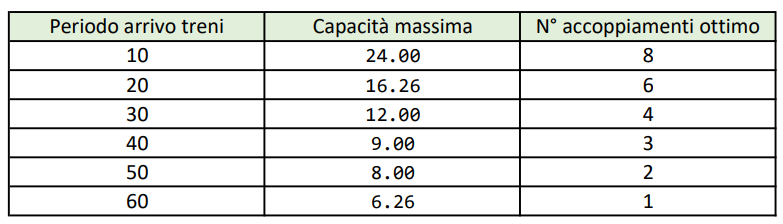 Periodo arrivo treni Capacità massima N° accoppiamenti ottimo
10 24.00 8
20 16.26 6
30 12.00 4
40 9.00 3
50 8.00 2
60 6.26 1